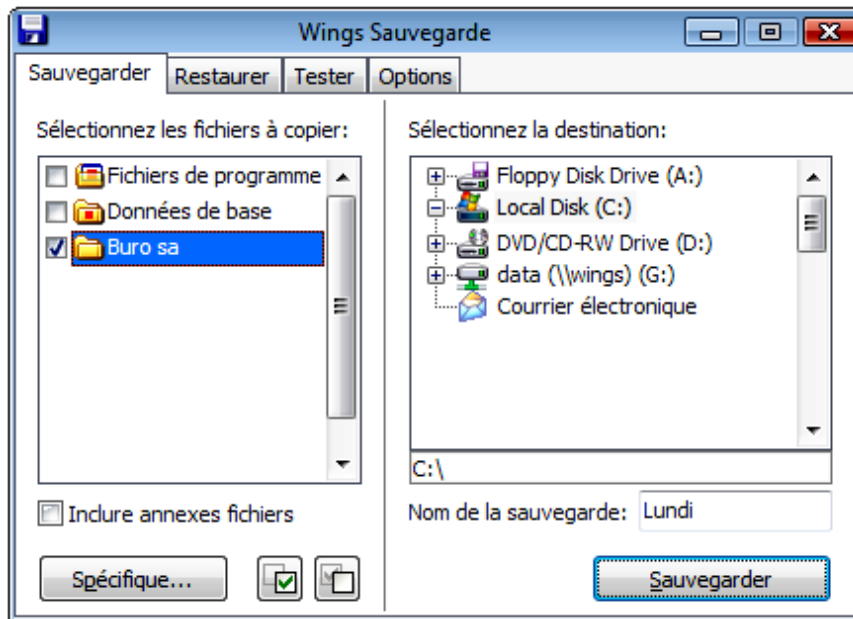 Wings Sauvegarde
Sauvegarder
Restaurer
Tester
Options
Sélectionnez les fichiers à copier:
Fichiers de programme
Données de base
Buro sa
Inclure annexes fichiers
Spécifique...
Sélectionnez la destination:
Floppy Disk Drive (A:)
Local Disk (C:)
DVD/CD-RW Drive (D:)
data (\\wings) (G:)
Courrier électronique
C:\
Nom de la sauvegarde: Lundi
Sauvegarder